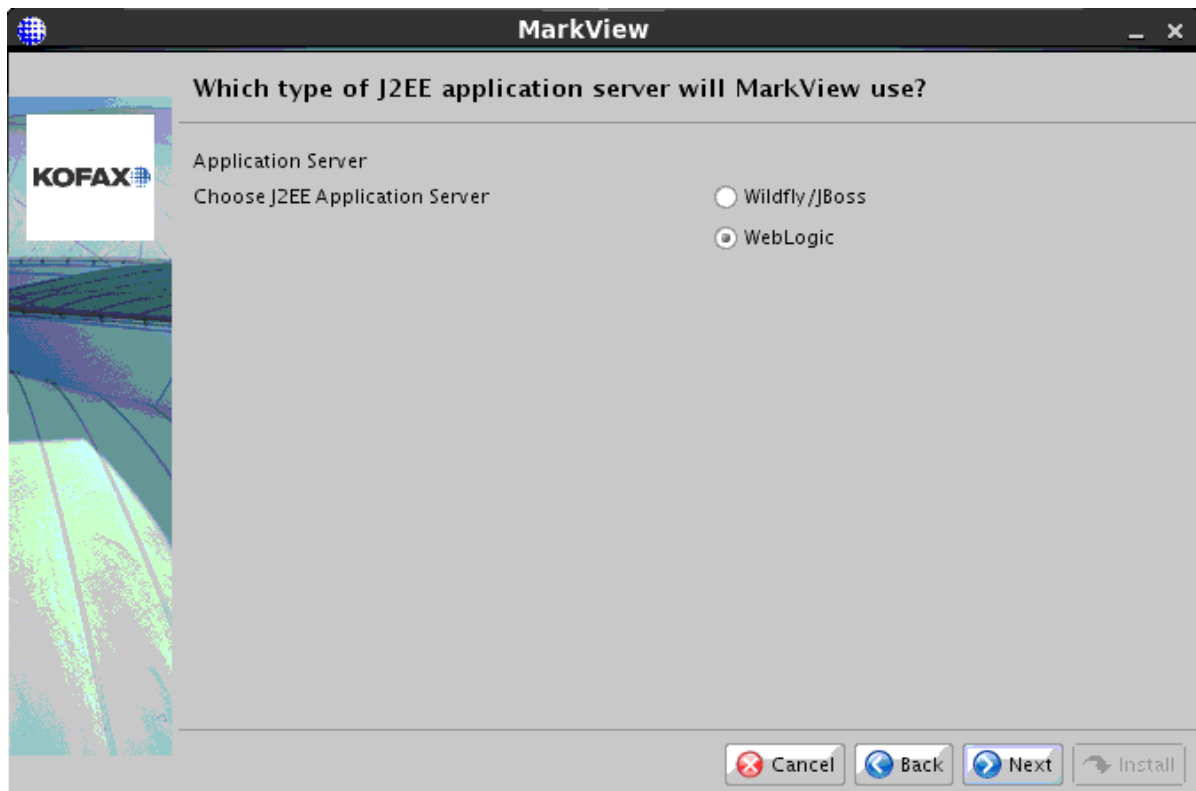 MarkView
Which type of J2EE application server will MarkView use?
KOFAX
Application Server
Choose J2EE Application Server
Wildfly/JBoss
WebLogic
Cancel
Back
Next
Install